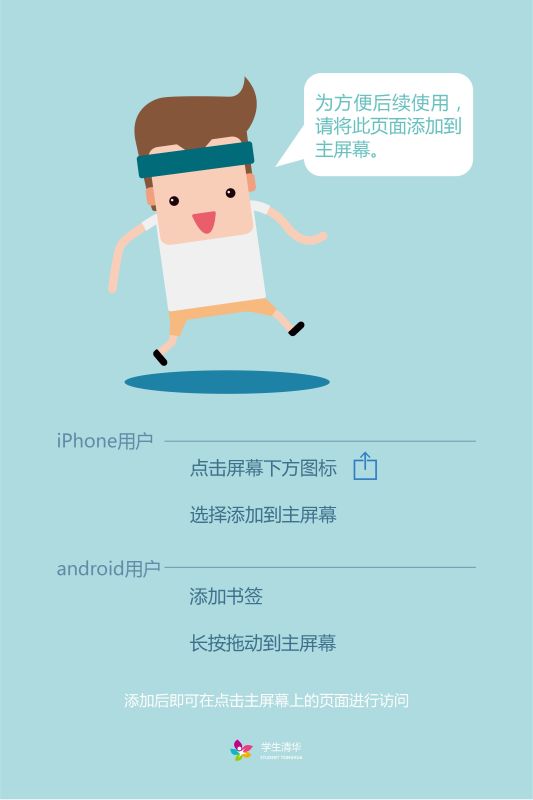 为方便后续使用，
请将此页面添加到
主屏幕。
iPhone用户
点击屏幕下方图标
选择添加到主屏幕
android用户
添加书签
长按拖动到主屏幕
添加后即可在点击主屏幕上的页面进行访问
学生清华
STUDENT TSINGHUA